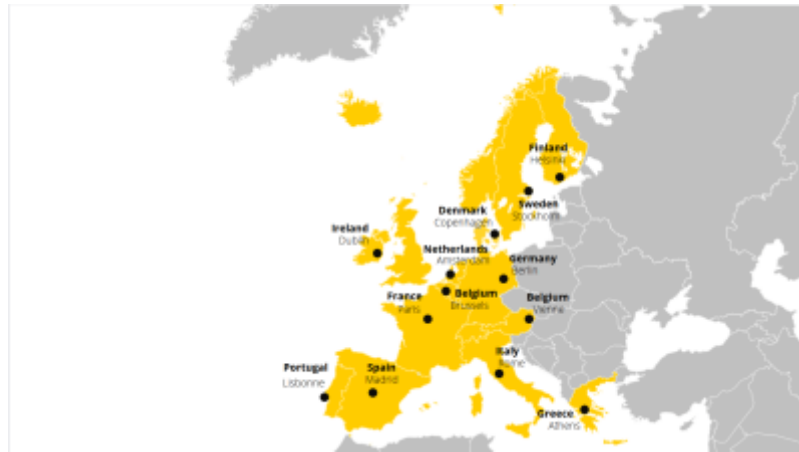 Finland
Helsinki
Sweden
Stockholm
Denmark
Copenhagen
Ireland
Dublin
Netherlands
Amsterdam
Germany
Berlin
Belgium
Brussels
France
Paris
Belgium
Vienne
Italy
Rome
Portugal
Lisbonne
Spain
Madrid
Greece
Athens